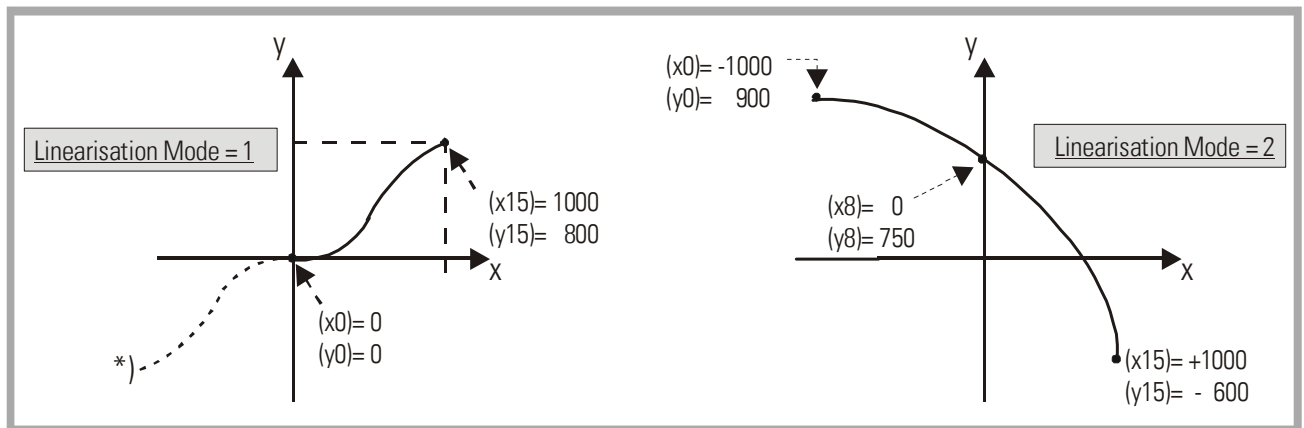 y
Linearisation Mode = 1
(x15)= 1000
(y15)= 800
x
(x0)= 0
(y0)= 0
*)
y
(x0)= -1000
(y0)= 900
Linearisation Mode = 2
(x8)= 0
(y8)= 750
x
(x15)= +1000
(y15)= - 600